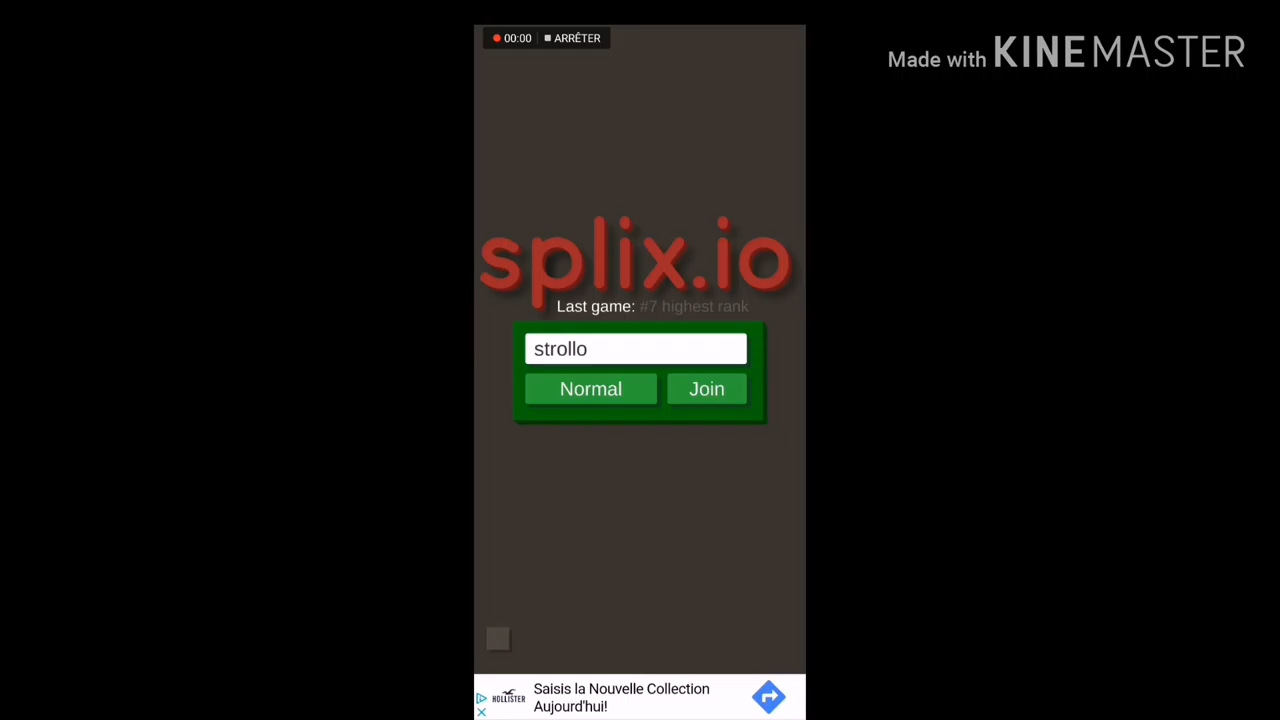 00:00 ARRÊTER
Made with KINEMASTER
splix.io
Last game: #7 highest rank
strollo
Normal Join
HOLLISTER
Saisis la Nouvelle Collection
Aujourd'hui!